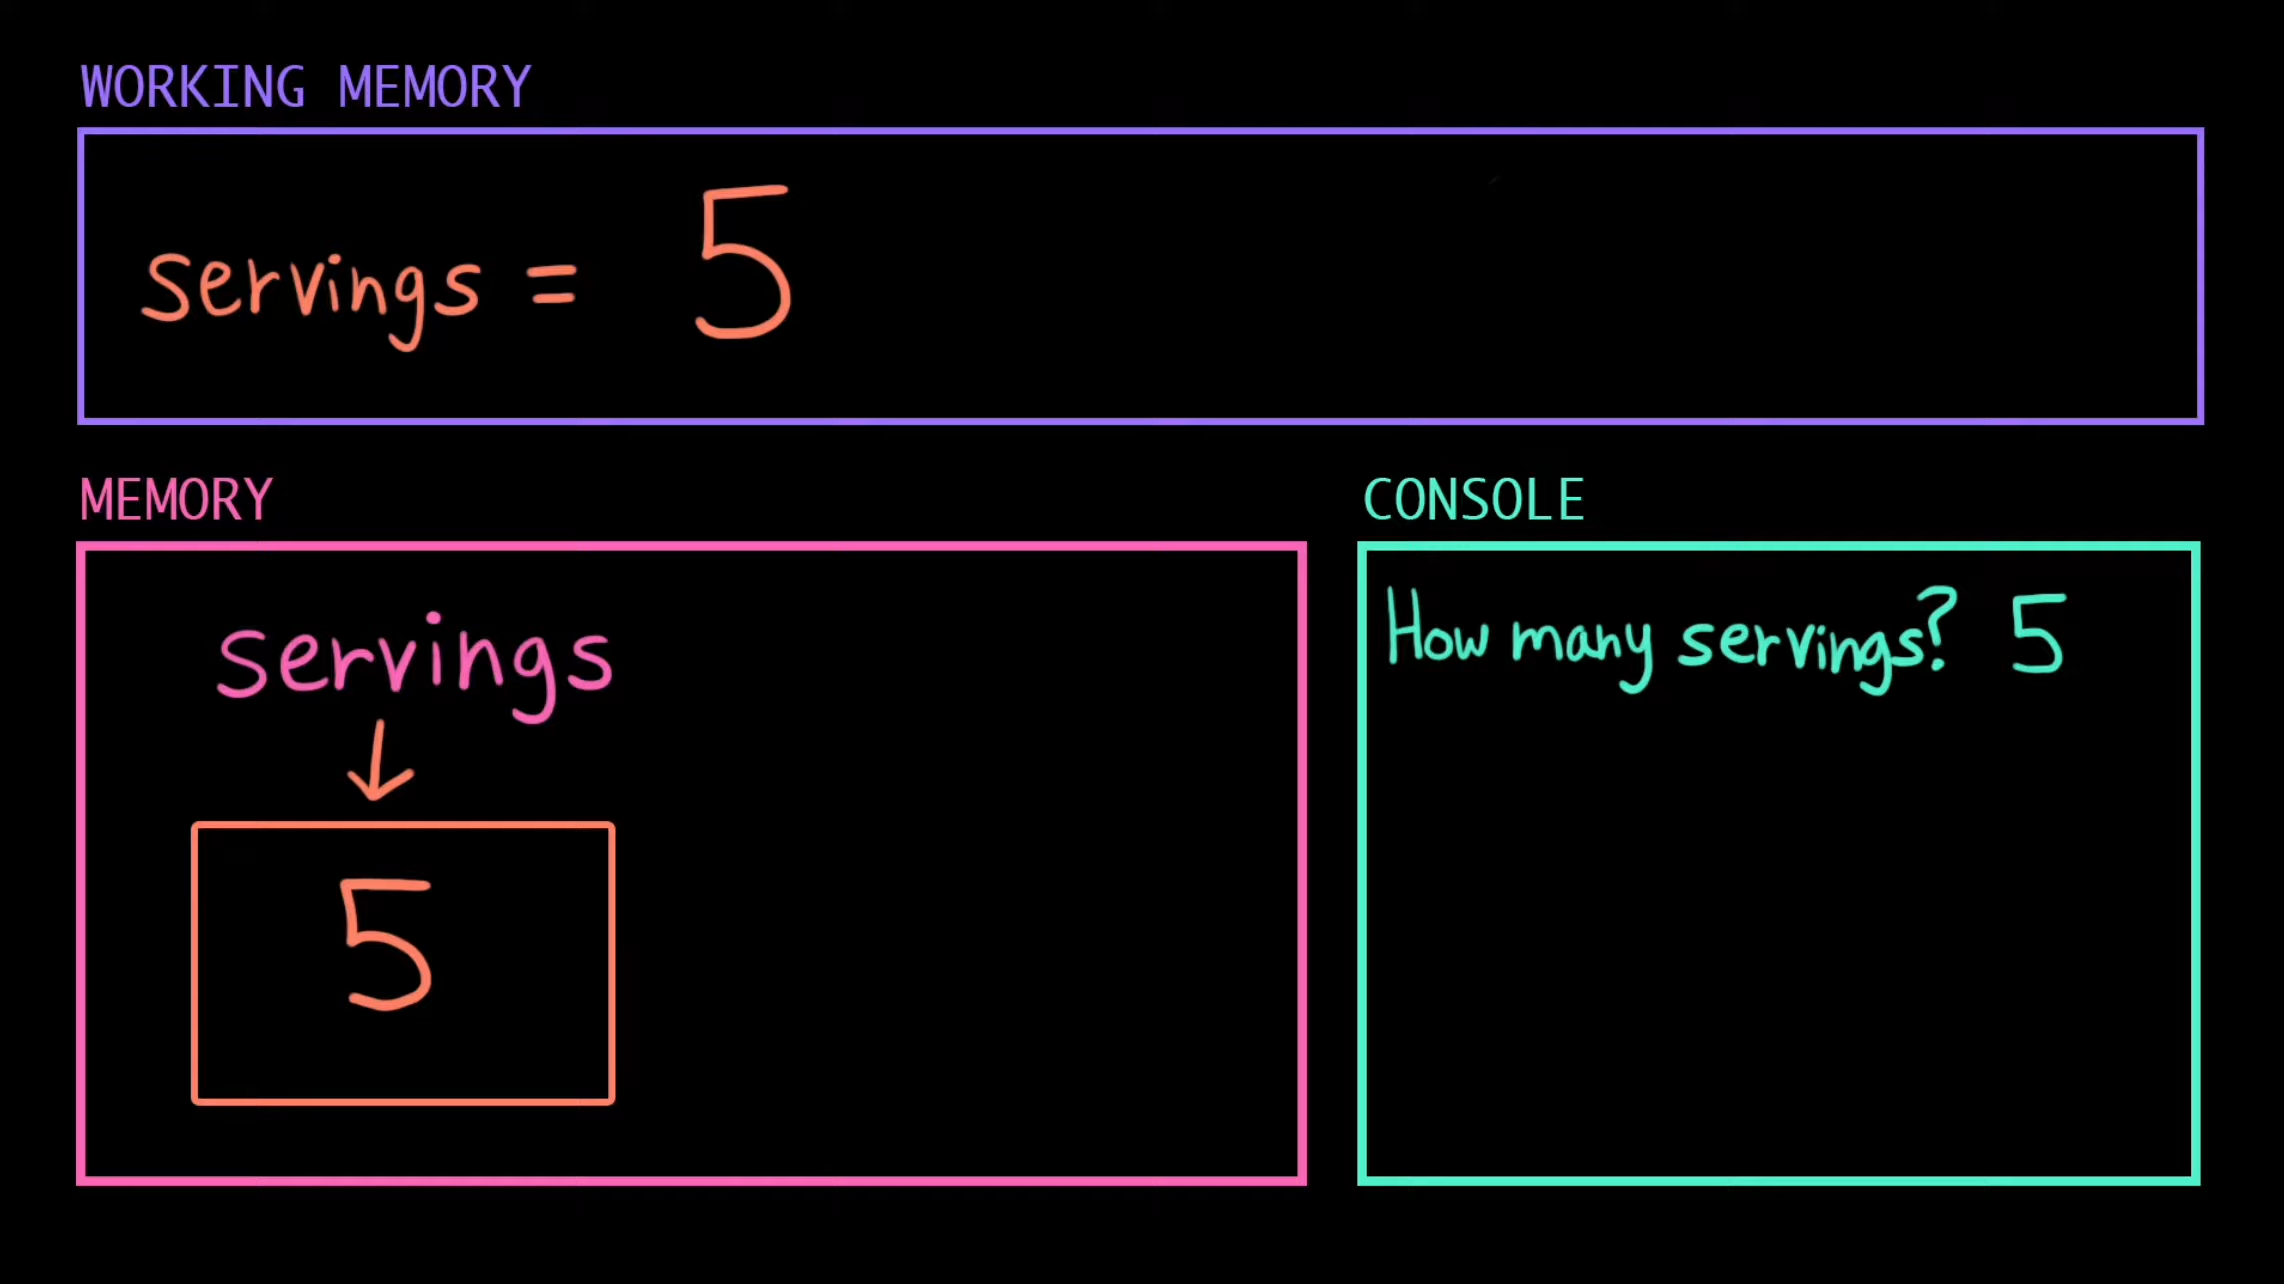 WORKING MEMORY
servings = 5
MEMORY
servings
5
CONSOLE
How many servings? 5